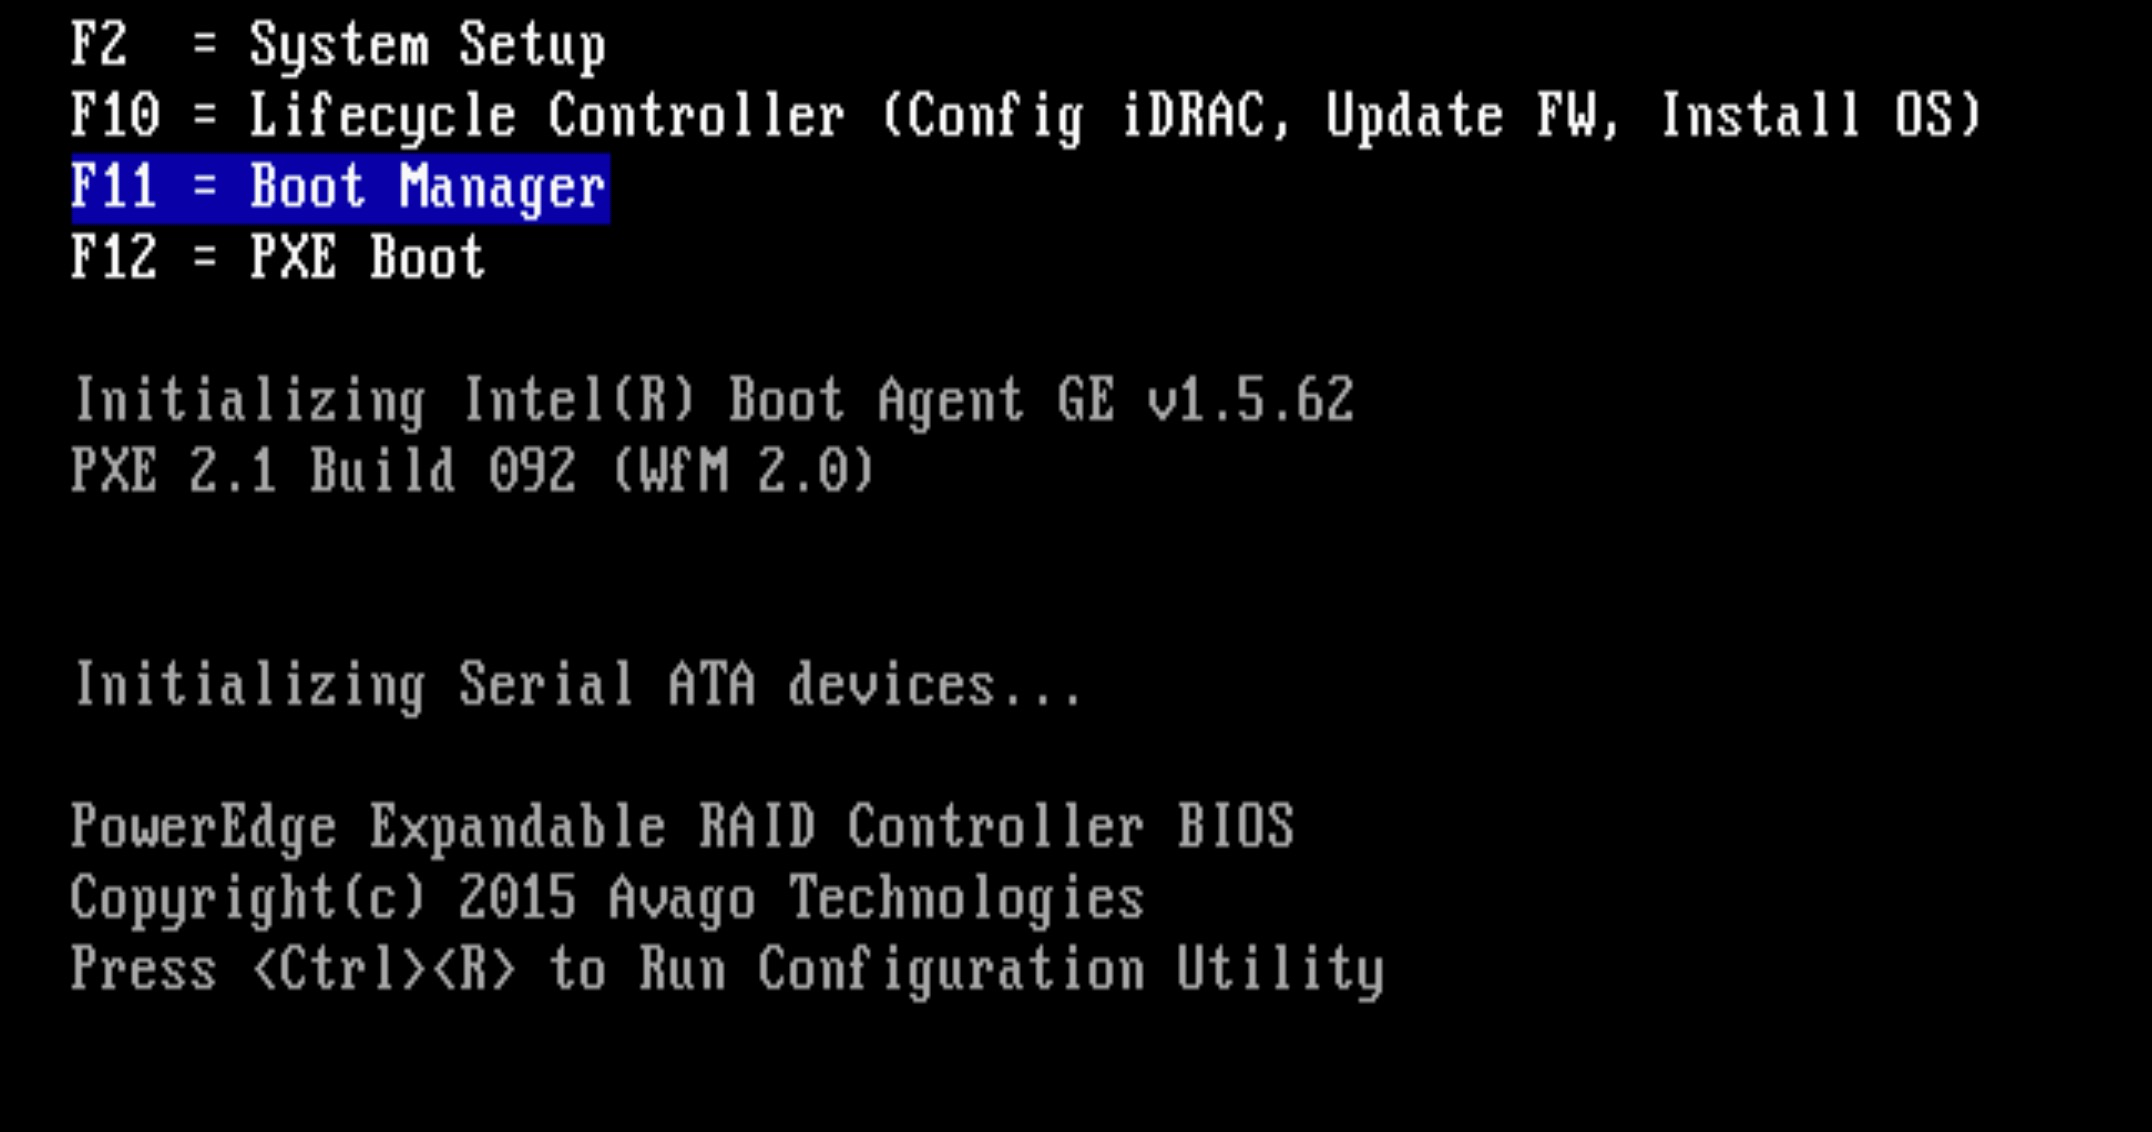 F2  = System Setup
F10 = Lifecycle Controller (Config iDRAC, Update FW, Install OS)
F11 = Boot Manager
F12 = PXE Boot
Initializing Intel(R) Boot Agent GE v1.5.62
PXE 2.1 Build 092 (WfM 2.0)
Initializing Serial ATA devices...
PowerEdge Expandable RAID Controller BIOS
Copyright(c) 2015 Avago Technologies
Press <Ctrl><R> to Run Configuration Utility